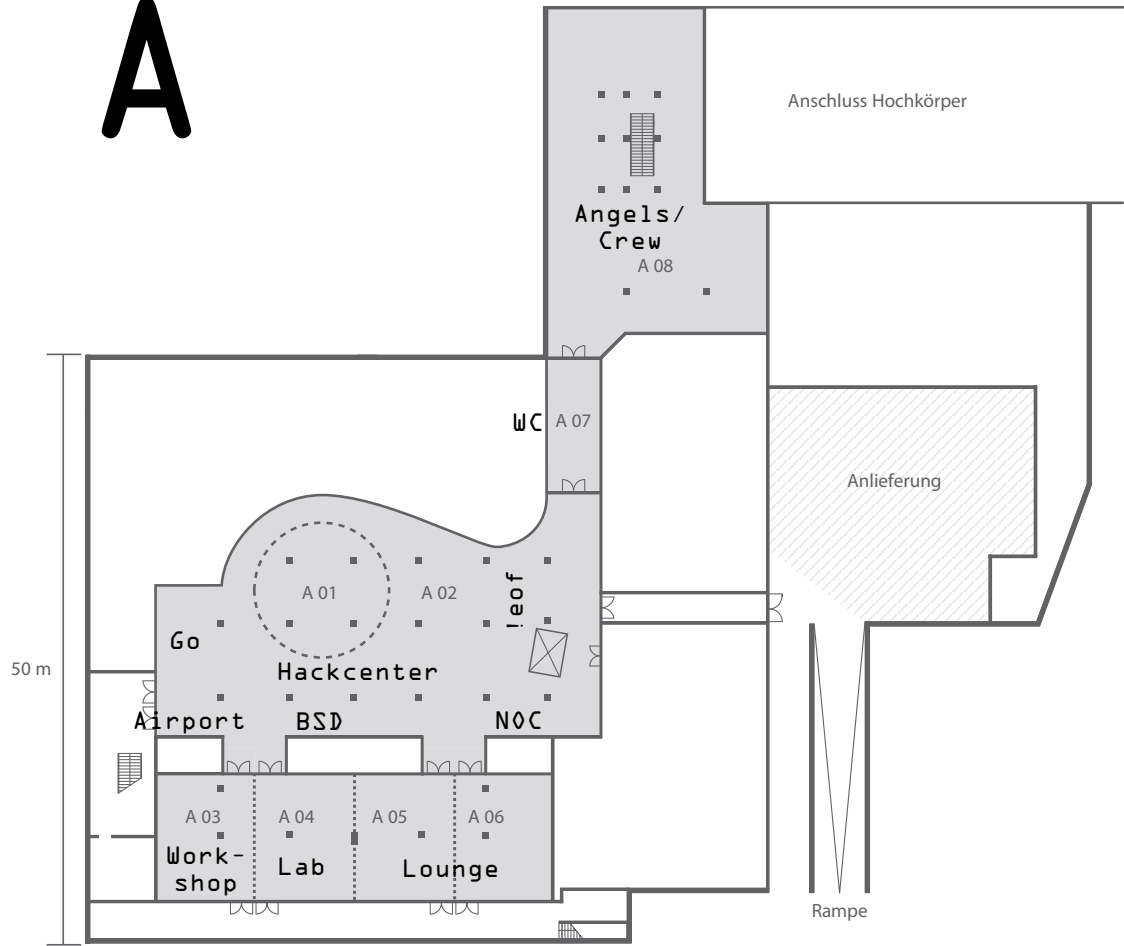 A
Anschluss Hochkörper
Angels/
Crew
A 08
WC
A 07
Anlieferung
A 01
A 02
!eof
Go
Hackcenter
50 m
Airport
BSD
NOC
A 03
A 04
A 05
A 06
Work-
shop
Lab
Lounge
Rampe